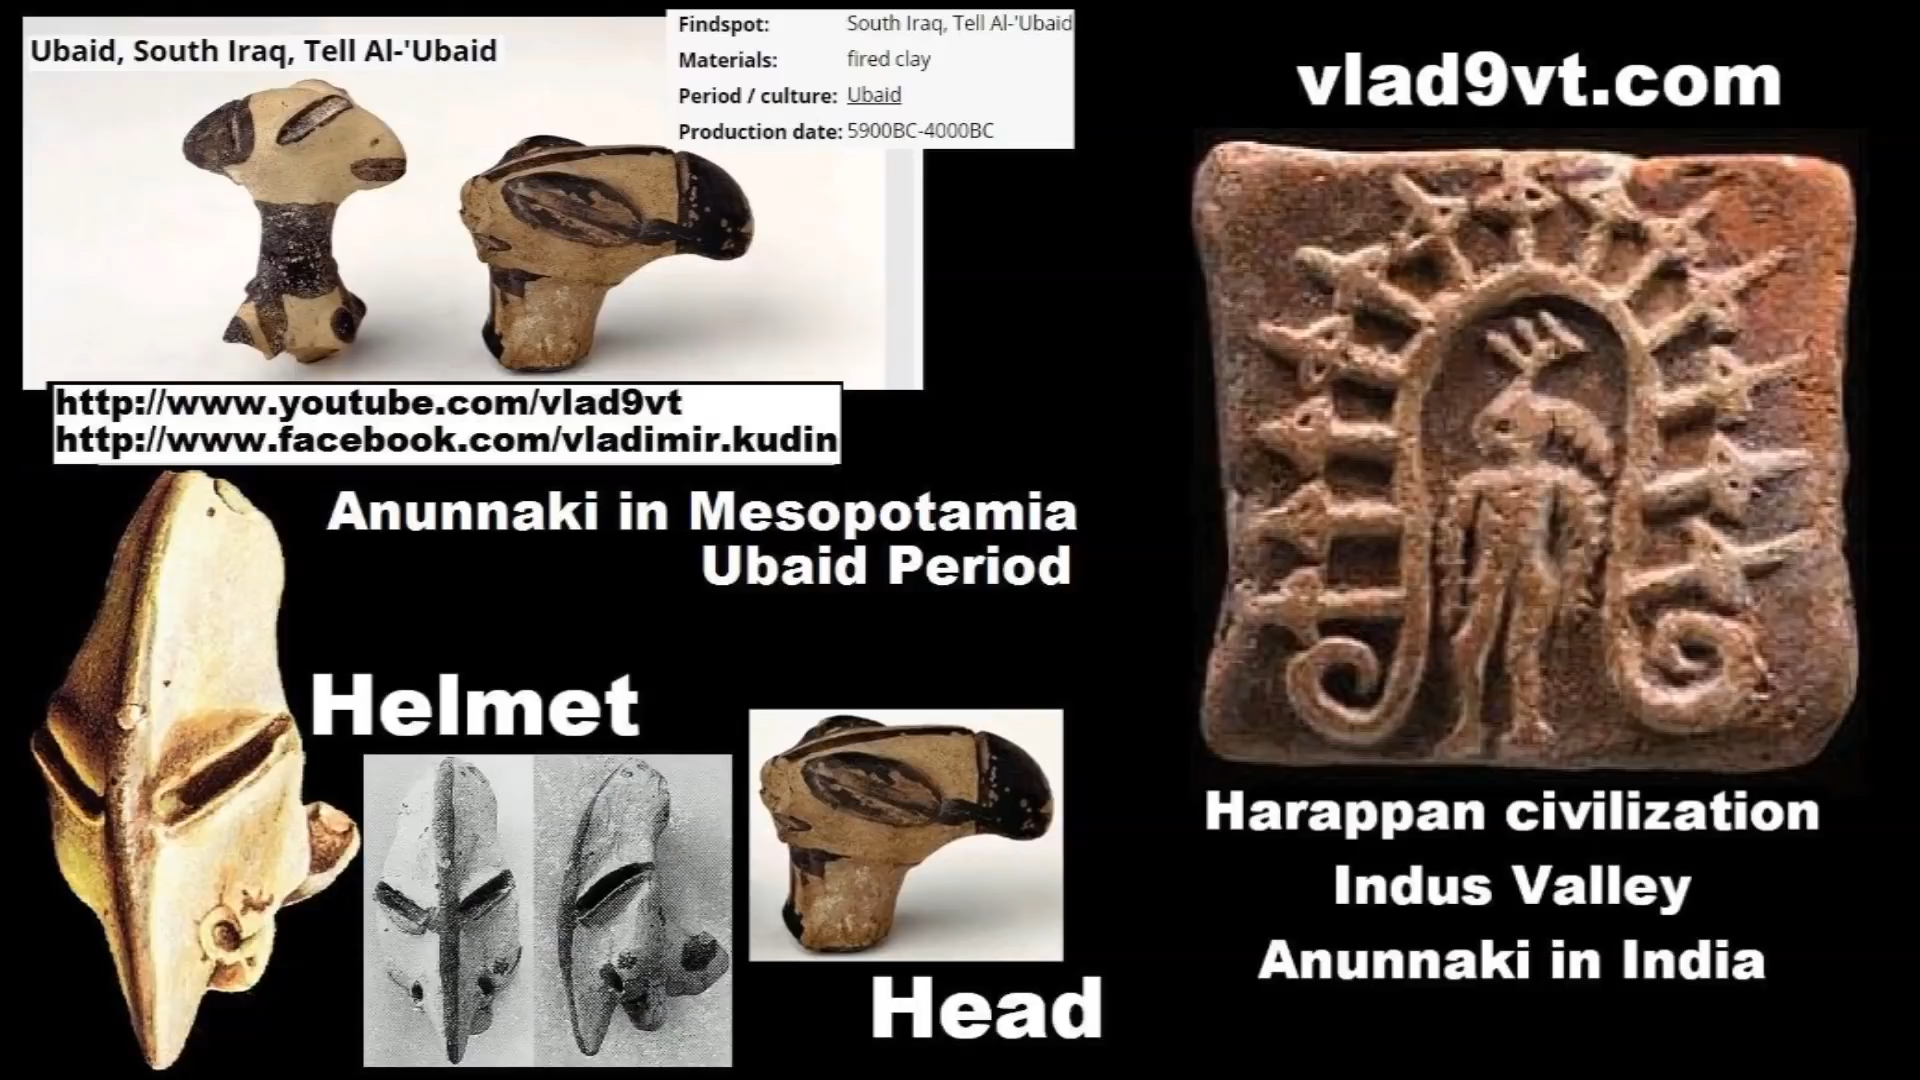 Ubaid, South Iraq, Tell Al-'Ubaid
Findspot: South Iraq, Tell Al-'Ubaid
Materials: fired clay
Period / culture: Ubaid
Production date: 5900BC-4000BC
vlad9vt.com
http://www.youtube.com/vlad9vt
http://www.facebook.com/vladimir.kudin
Anunnaki in Mesopotamia
Ubaid Period
Helmet
Head
Harappan civilization
Indus Valley
Anunnaki in India